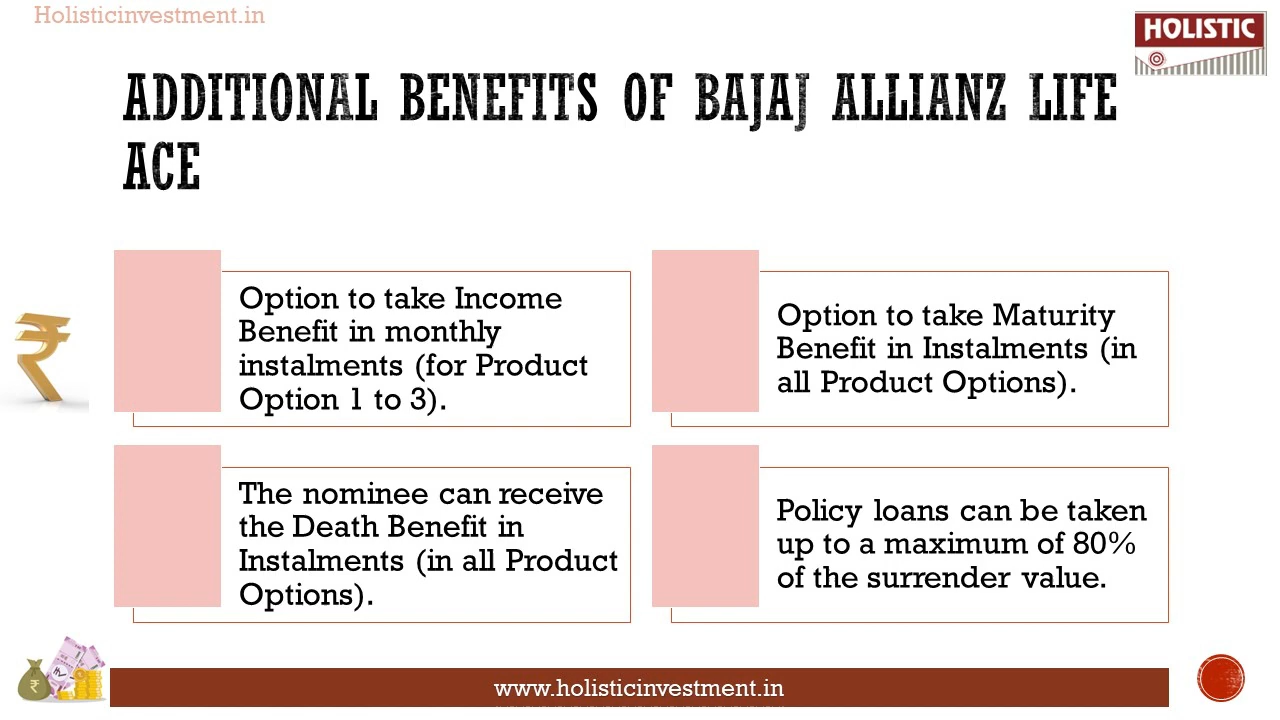 Holisticinvestment.in
HOLISTIC
ADDITIONAL BENEFITS OF BAJAJ ALLIANZ LIFE
ACE
Option to take Income
Benefit in monthly
instalments (for Product
Option 1 to 3).
Option to take Maturity
Benefit in Instalments (in
all Product Options).
The nominee can receive
the Death Benefit in
Instalments (in all Product
Options).
Policy loans can be taken
up to a maximum of 80%
of the surrender value.
www.holisticinvestment.in